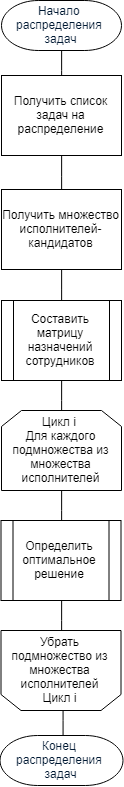 Начало
распределения
задач
Получить список
задач на
распределение
Получить множество
исполнителей-
кандидатов
Составить
матрицу
назначений
сотрудников
Цикл i
Для каждого
подмножества из
множества
исполнителей
Определить
оптимальное
решение
Убрать
подмножество из
множества
исполнителей
Цикл i
Конец
распределения
задач